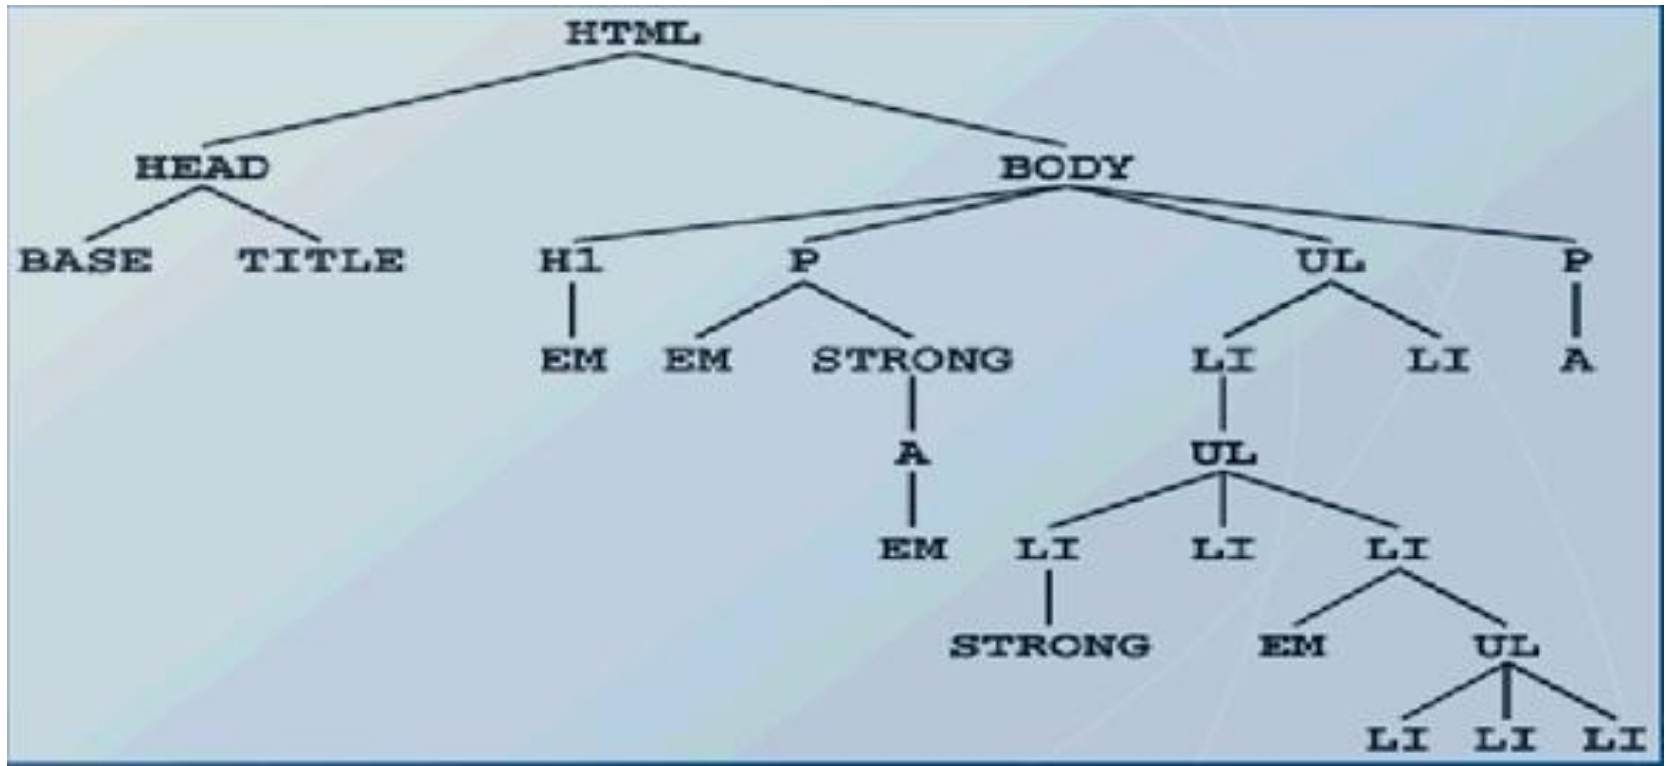 HTML
HEAD BODY
BASE TITLE H1 P UL P
EM EM STRONG LI LI A
A UL
EM LI LI LI
STRONG EM UL
LI LI LI